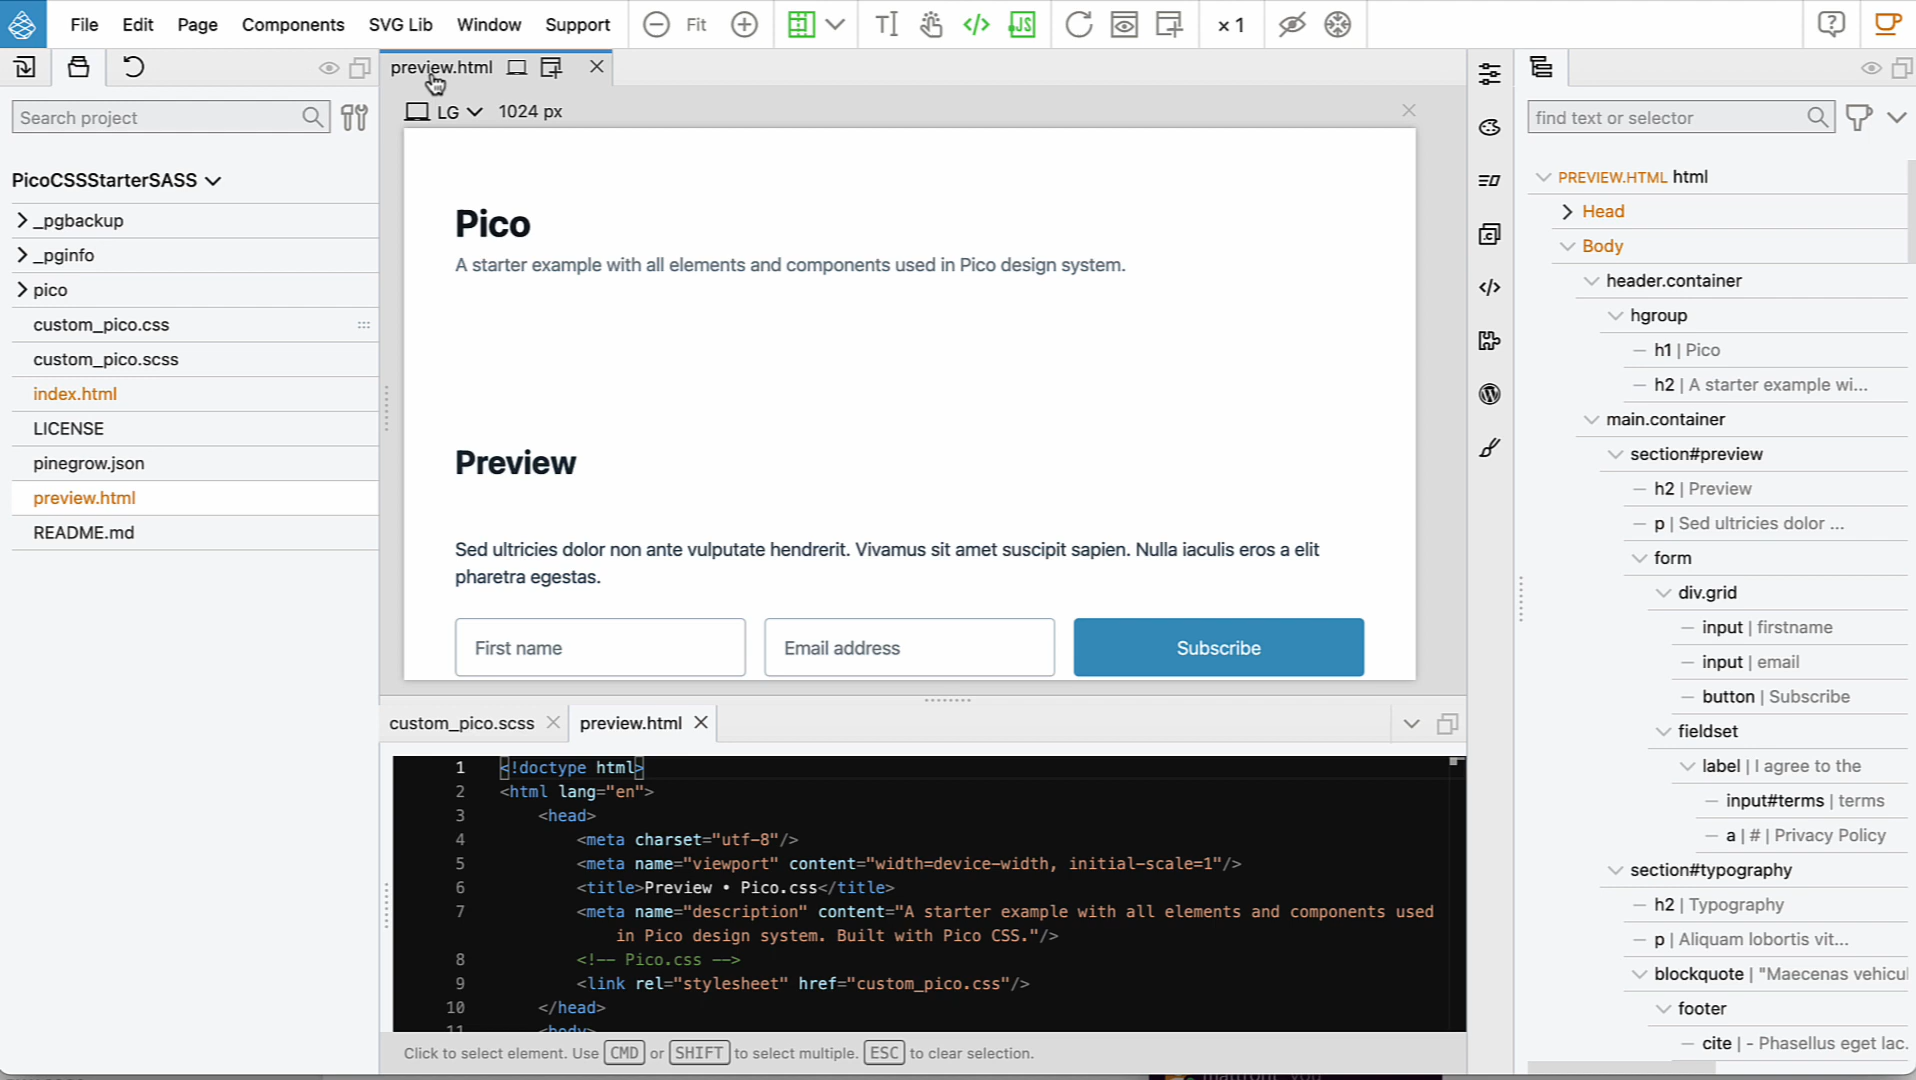 File Edit Page Components SVG Lib Window Support Fit JS × 1
Search project
PicoCSSStarterSASS
_pgbackup
_pginfo
pico
custom_pico.css
custom_pico.scss
index.html
LICENSE
pinegrow.json
preview.html
README.md
preview.html
LG 1024 px
Pico
A starter example with all elements and components used in Pico design system.
Preview
Sed ultricies dolor non ante vulputate hendrerit. Vivamus sit amet suscipit sapien. Nulla iaculis eros a elit
pharetra egestas.
First name Email address Subscribe
custom_pico.scss preview.html
1 <!doctype html>
2 <html lang="en">
3 <head>
4 <meta charset="utf-8"/>
5 <meta name="viewport" content="width=device-width, initial-scale=1"/>
6 <title>Preview • Pico.css</title>
7 <meta name="description" content="A starter example with all elements and components used
in Pico design system. Built with Pico CSS."/>
8 <!-- Pico.css -->
9 <link rel="stylesheet" href="custom_pico.css"/>
10 </head>
11 <body>
Click to select element. Use CMD or SHIFT to select multiple. ESC to clear selection.
find text or selector
PREVIEW.HTML html
Head
Body
header.container
hgroup
h1 | Pico
h2 | A starter example wi...
main.container
section#preview
h2 | Preview
p | Sed ultricies dolor ...
form
div.grid
input | firstname
input | email
button | Subscribe
fieldset
label | I agree to the
input#terms | terms
a | # | Privacy Policy
section#typography
h2 | Typography
p | Aliquam lobortis vit...
blockquote | "Maecenas vehicul
footer
cite | - Phasellus eget lac.